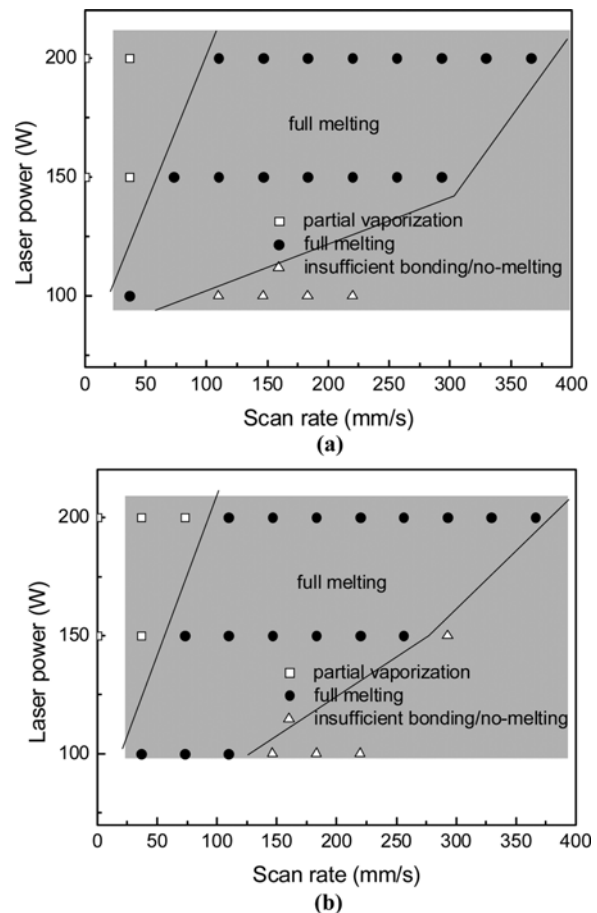 200
150
100
Laser power (W)
full melting
partial vaporization
full melting
insufficient bonding/no-melting
0 50 100 150 200 250 300 350 400
Scan rate (mm/s)
(a)
200
150
100
Laser power (W)
full melting
partial vaporization
full melting
insufficient bonding/no-melting
0 50 100 150 200 250 300 350 400
Scan rate (mm/s)
(b)